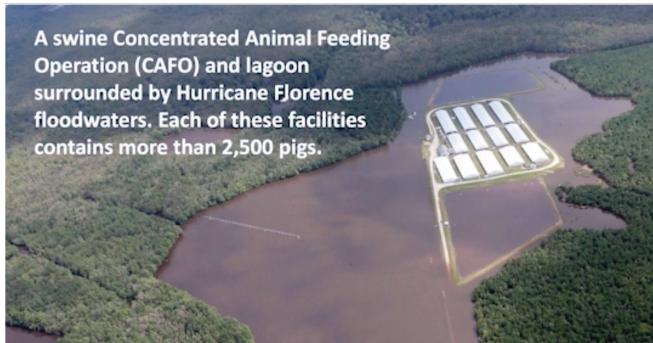 A swine Concentrated Animal Feeding
Operation (CAFO) and lagoon
surrounded by Hurricane Florence
floodwaters. Each of these facilities
contains more than 2,500 pigs.